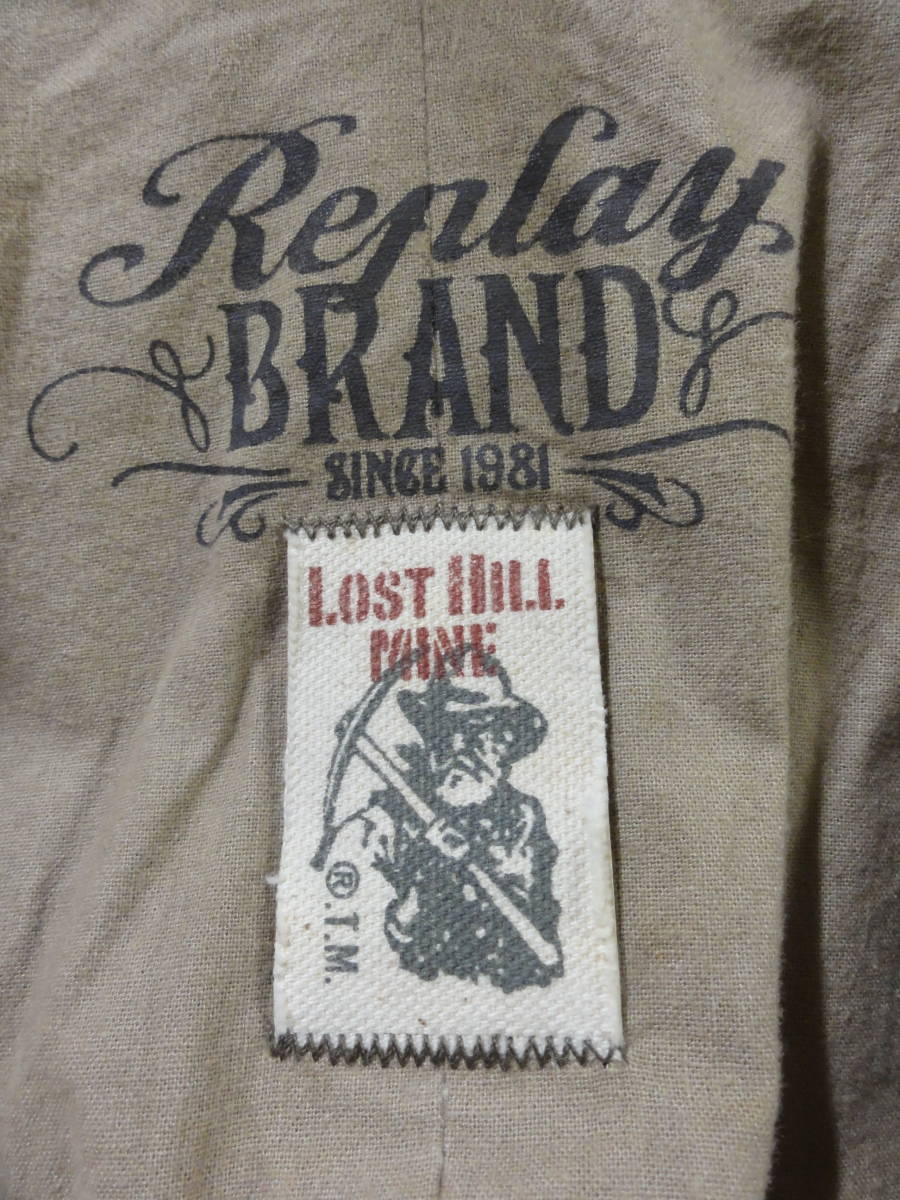 Replay
BRAND
SINCE 1981
LOST HILL
MINE
®.T.M.